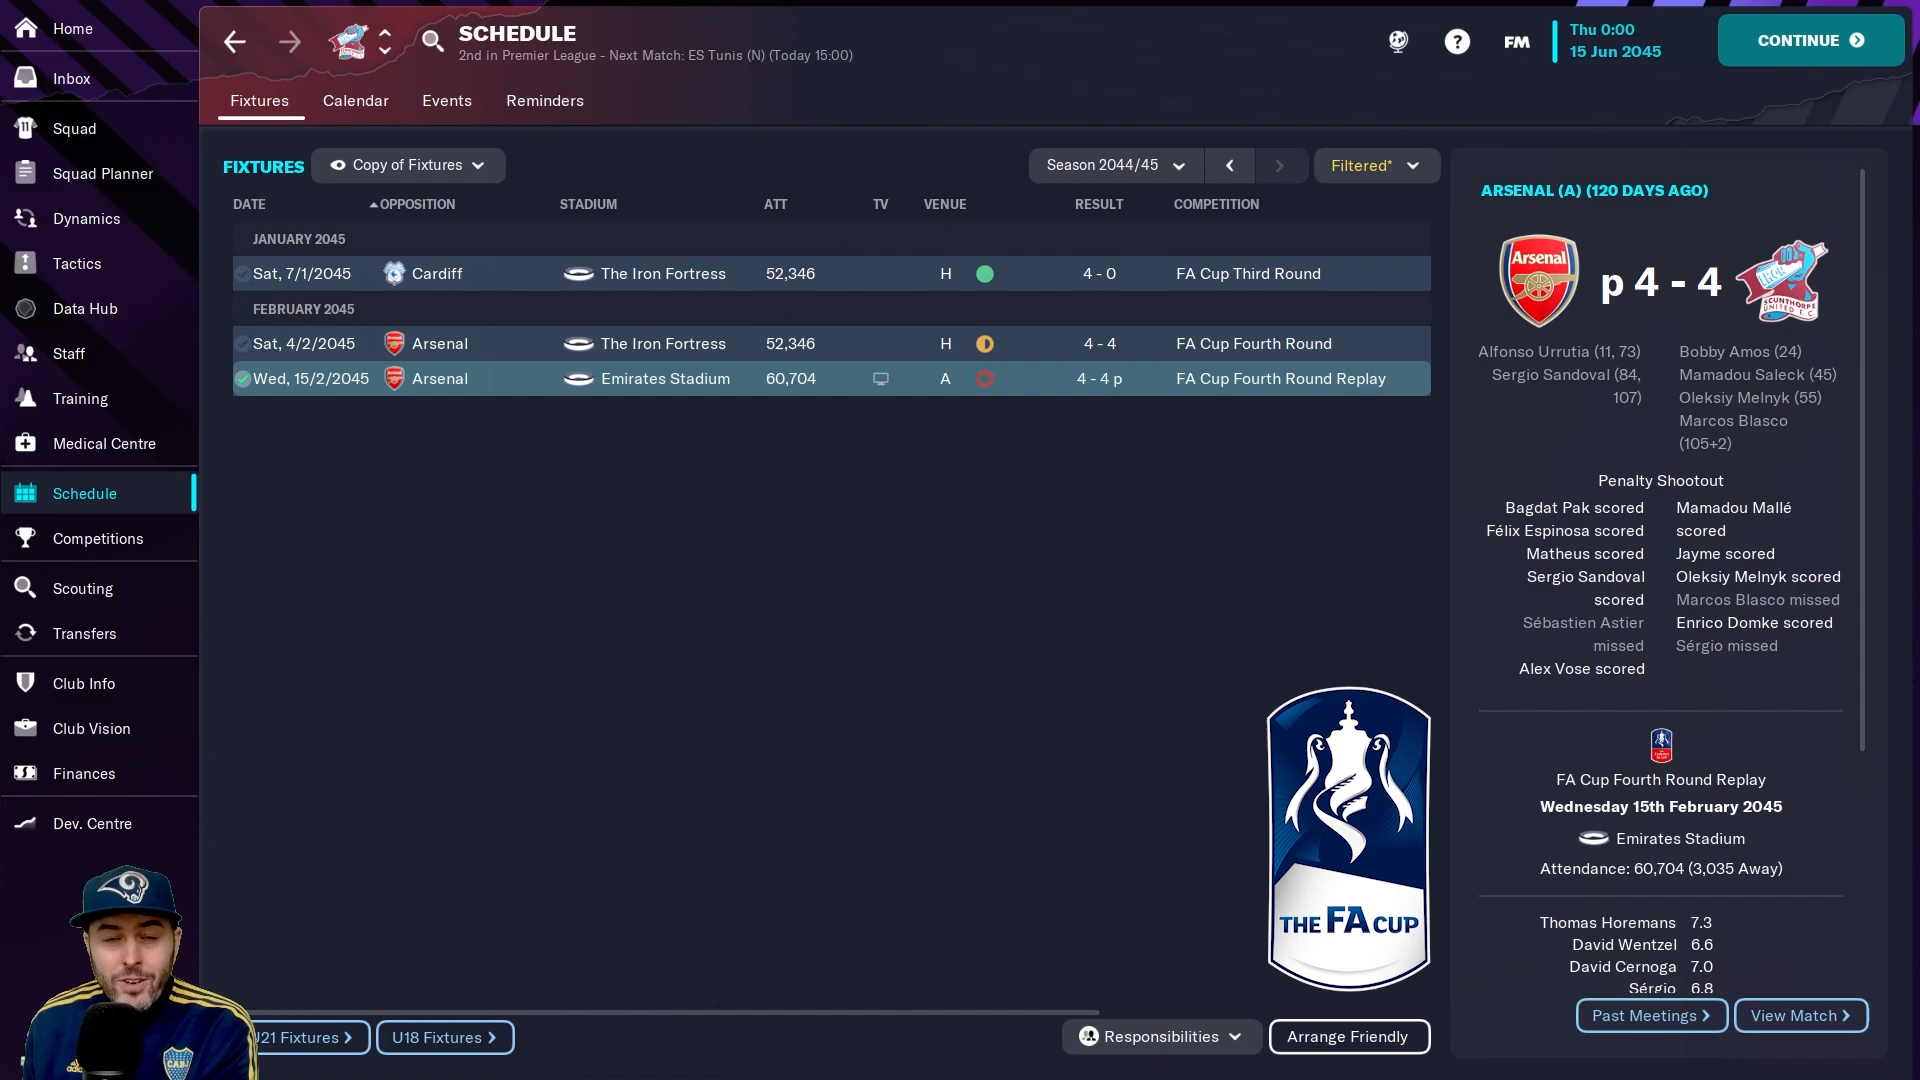 Home
Inbox
Squad
Squad Planner
Dynamics
Tactics
Data Hub
Staff
Training
Medical Centre
Schedule
Competitions
Scouting
Transfers
Club Info
Club Vision
Finances
Dev. Centre
SCHEDULE
2nd in Premier League - Next Match: ES Tunis (N) (Today 15:00)
FM
Thu 0:00
15 Jun 2045
CONTINUE
Fixtures Calendar Events Reminders
FIXTURES Copy of Fixtures Season 2044/45 Filtered*
DATE OPPOSITION STADIUM ATT TV VENUE RESULT COMPETITION
JANUARY 2045
Sat, 7/1/2045 Cardiff The Iron Fortress 52,346 H 4 - 0 FA Cup Third Round
FEBRUARY 2045
Sat, 4/2/2045 Arsenal The Iron Fortress 52,346 H 4 - 4 FA Cup Fourth Round
Wed, 15/2/2045 Arsenal Emirates Stadium 60,704 A 4 - 4 p FA Cup Fourth Round Replay
THE FA CUP
U21 Fixtures U18 Fixtures Responsibilities Arrange Friendly
ARSENAL (A) (120 DAYS AGO)
Arsenal
p 4 - 4
SCUNTHORPE
UNITED F C
Alfonso Urrutia (11, 73)
Sergio Sandoval (84,
107)
Bobby Amos (24)
Mamadou Saleck (45)
Oleksiy Melnyk (55)
Marcos Blasco
(105+2)
Penalty Shootout
Bagdat Pak scored
Félix Espinosa scored
Matheus scored
Sergio Sandoval
scored
Sébastien Astier
missed
Alex Vose scored
Mamadou Mallé
scored
Jayme scored
Oleksiy Melnyk scored
Marcos Blasco missed
Enrico Domke scored
Sérgio missed
FA Cup Fourth Round Replay
Wednesday 15th February 2045
Emirates Stadium
Attendance: 60,704 (3,035 Away)
Thomas Horemans 7.3
David Wentzel 6.6
David Cernoga 7.0
Sérgio 6.8
Past Meetings View Match